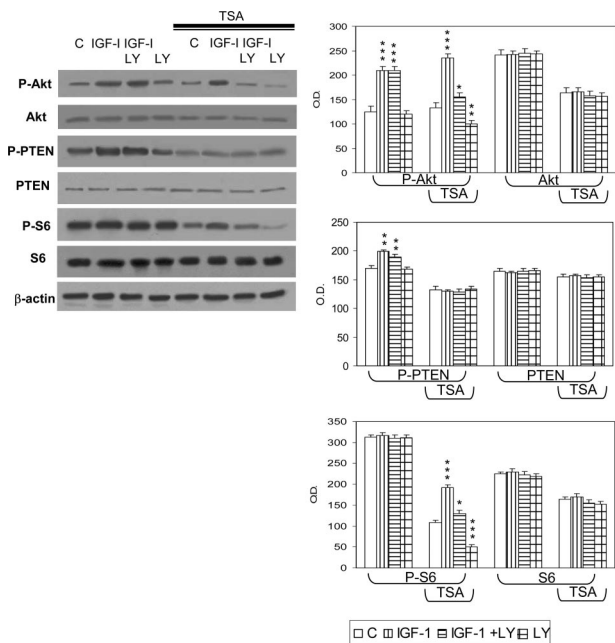 TSA
C IGF-I IGF-I LY C IGF-I IGF-I LY
LY LY
P-Akt
Akt
P-PTEN
PTEN
P-S6
S6
β-actin
O.D.
300
250
200
150
100
50
0
*** *** *** * **
P-Akt Akt
TSA TSA
O.D.
200
150
100
50
0
** **
P-PTEN PTEN
TSA TSA
OD.
350
300
250
200
150
100
50
0
*** * ***
P-S6 S6
TSA TSA
C IGF-1 IGF-1 +LY LY